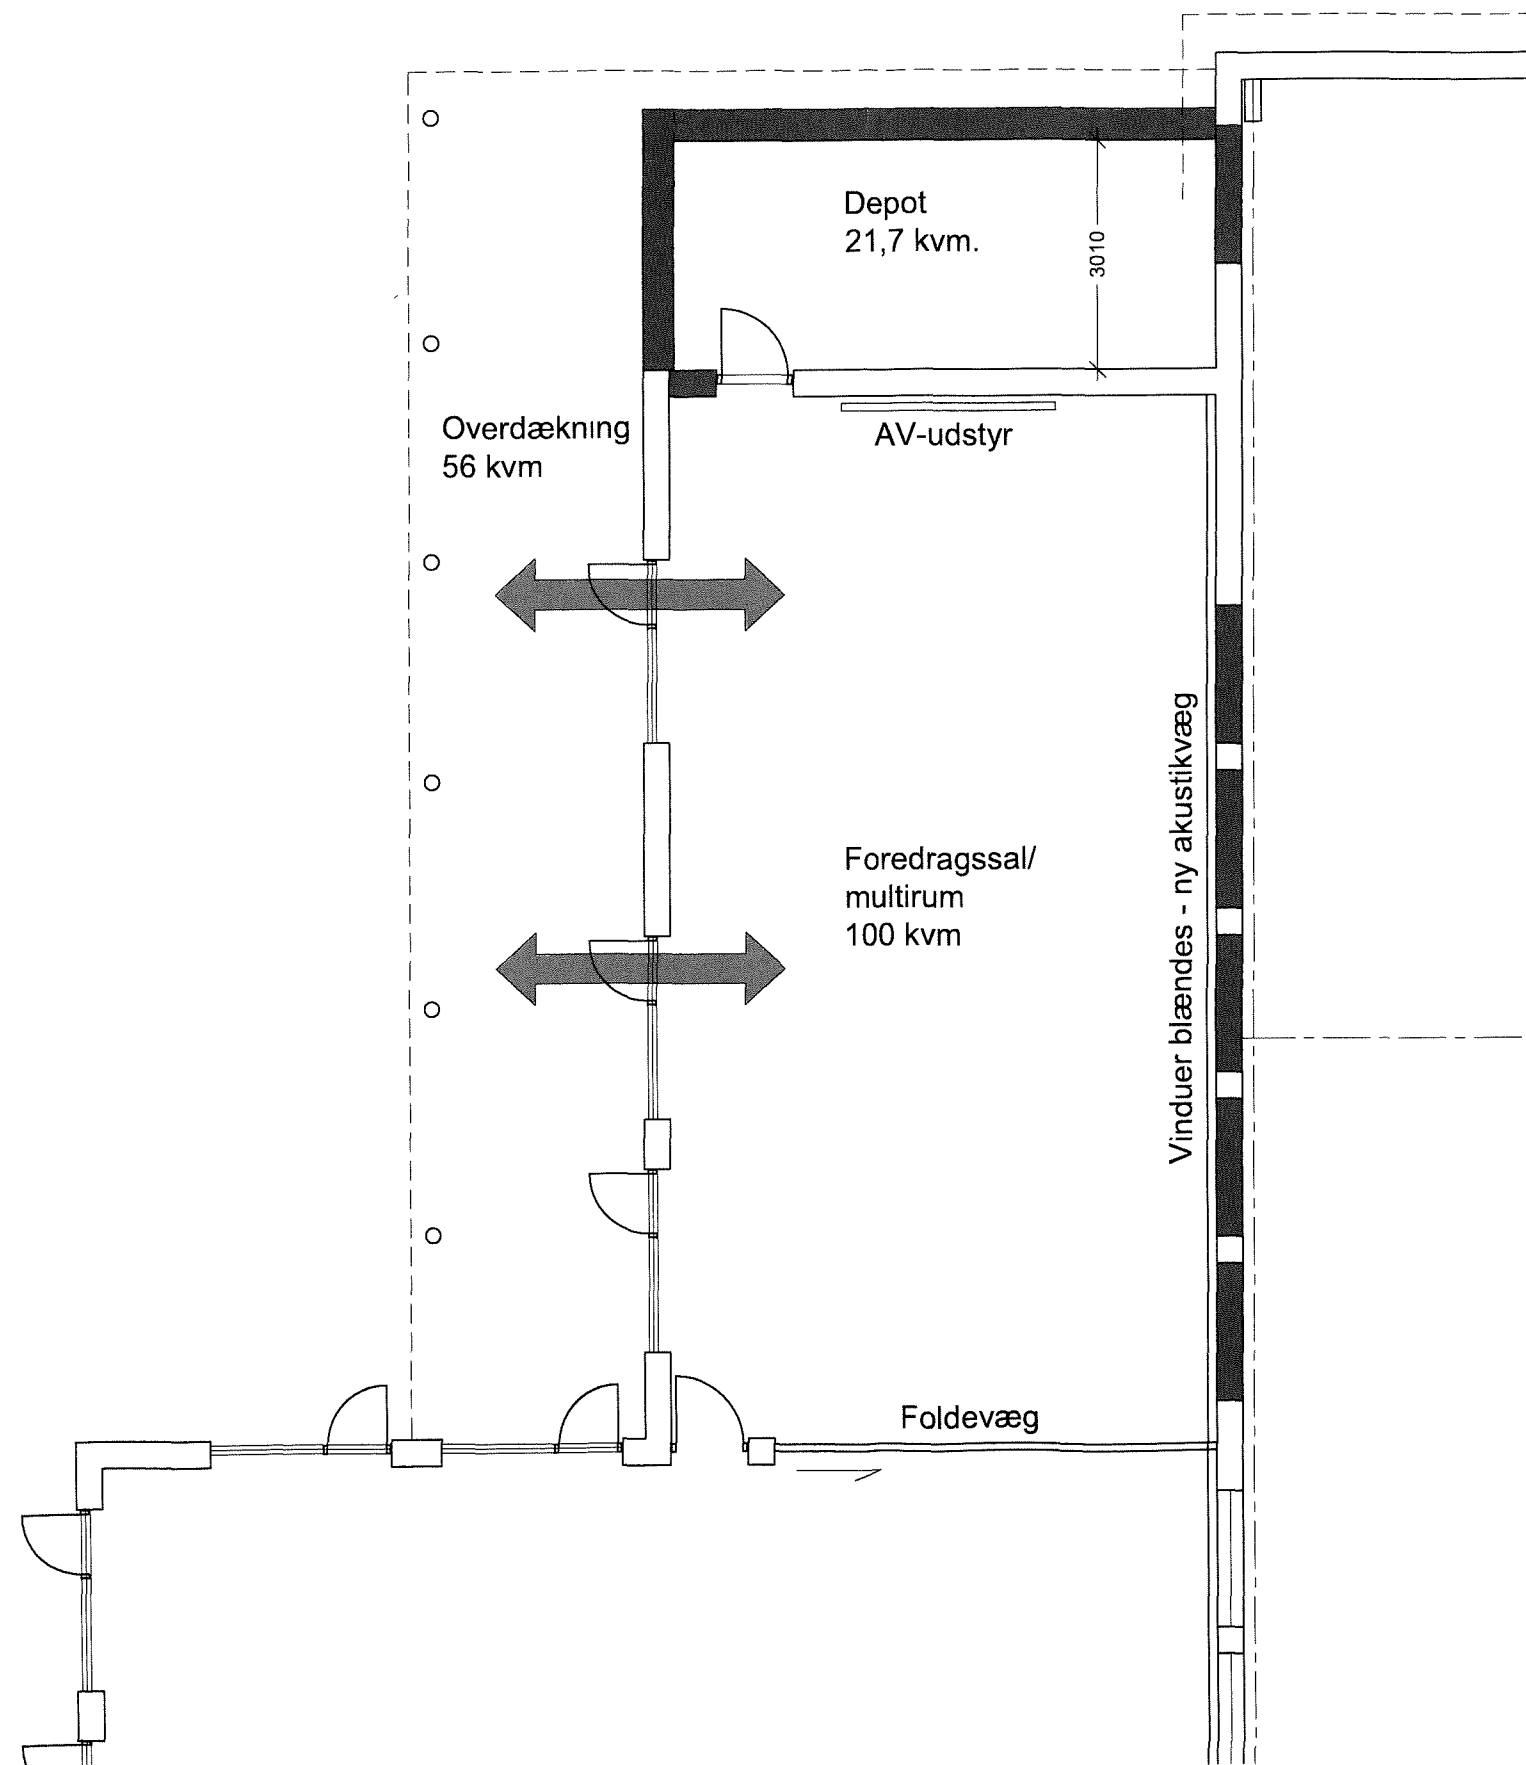 Depot
21,7 kvm.
3010
Overdækning
56 kvm
AV-udstyr
Foredragssal/
multirum
100 kvm
Vinduer blændes - ny akustikvæg
Foldevæg